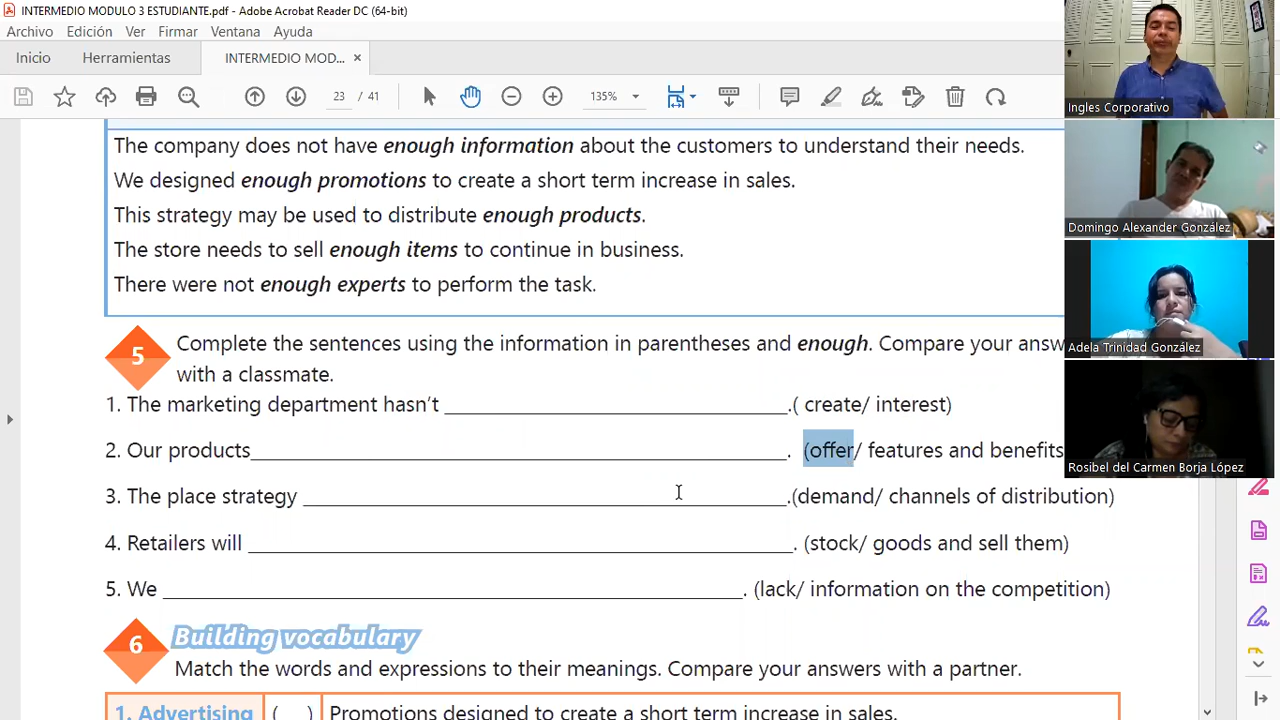 INTERMEDIO MODULO 3 ESTUDIANTE.pdf - Adobe Acrobat Reader DC (64-bit)
Archivo Edición Ver Firmar Ventana Ayuda
Inicio Herramientas INTERMEDIO MOD... ×
23 / 41 135%
The company does not have enough information about the customers to understand their needs.
We designed enough promotions to create a short term increase in sales.
This strategy may be used to distribute enough products.
The store needs to sell enough items to continue in business.
There were not enough experts to perform the task.
5 Complete the sentences using the information in parentheses and enough. Compare your answ
with a classmate.
1. The marketing department hasn't ______________________________.( create/ interest)
2. Our products______________________________. (offer/ features and benefits
3. The place strategy ______________________________.(demand/ channels of distribution)
4. Retailers will ______________________________. (stock/ goods and sell them)
5. We ______________________________. (lack/ information on the competition)
6 Building vocabulary
Match the words and expressions to their meanings. Compare your answers with a partner.
1. Advertising ( ) Promotions designed to create a short term increase in sales.
Ingles Corporativo
Domingo Alexander González
Adela Trinidad González
Rosibel del Carmen Borja López